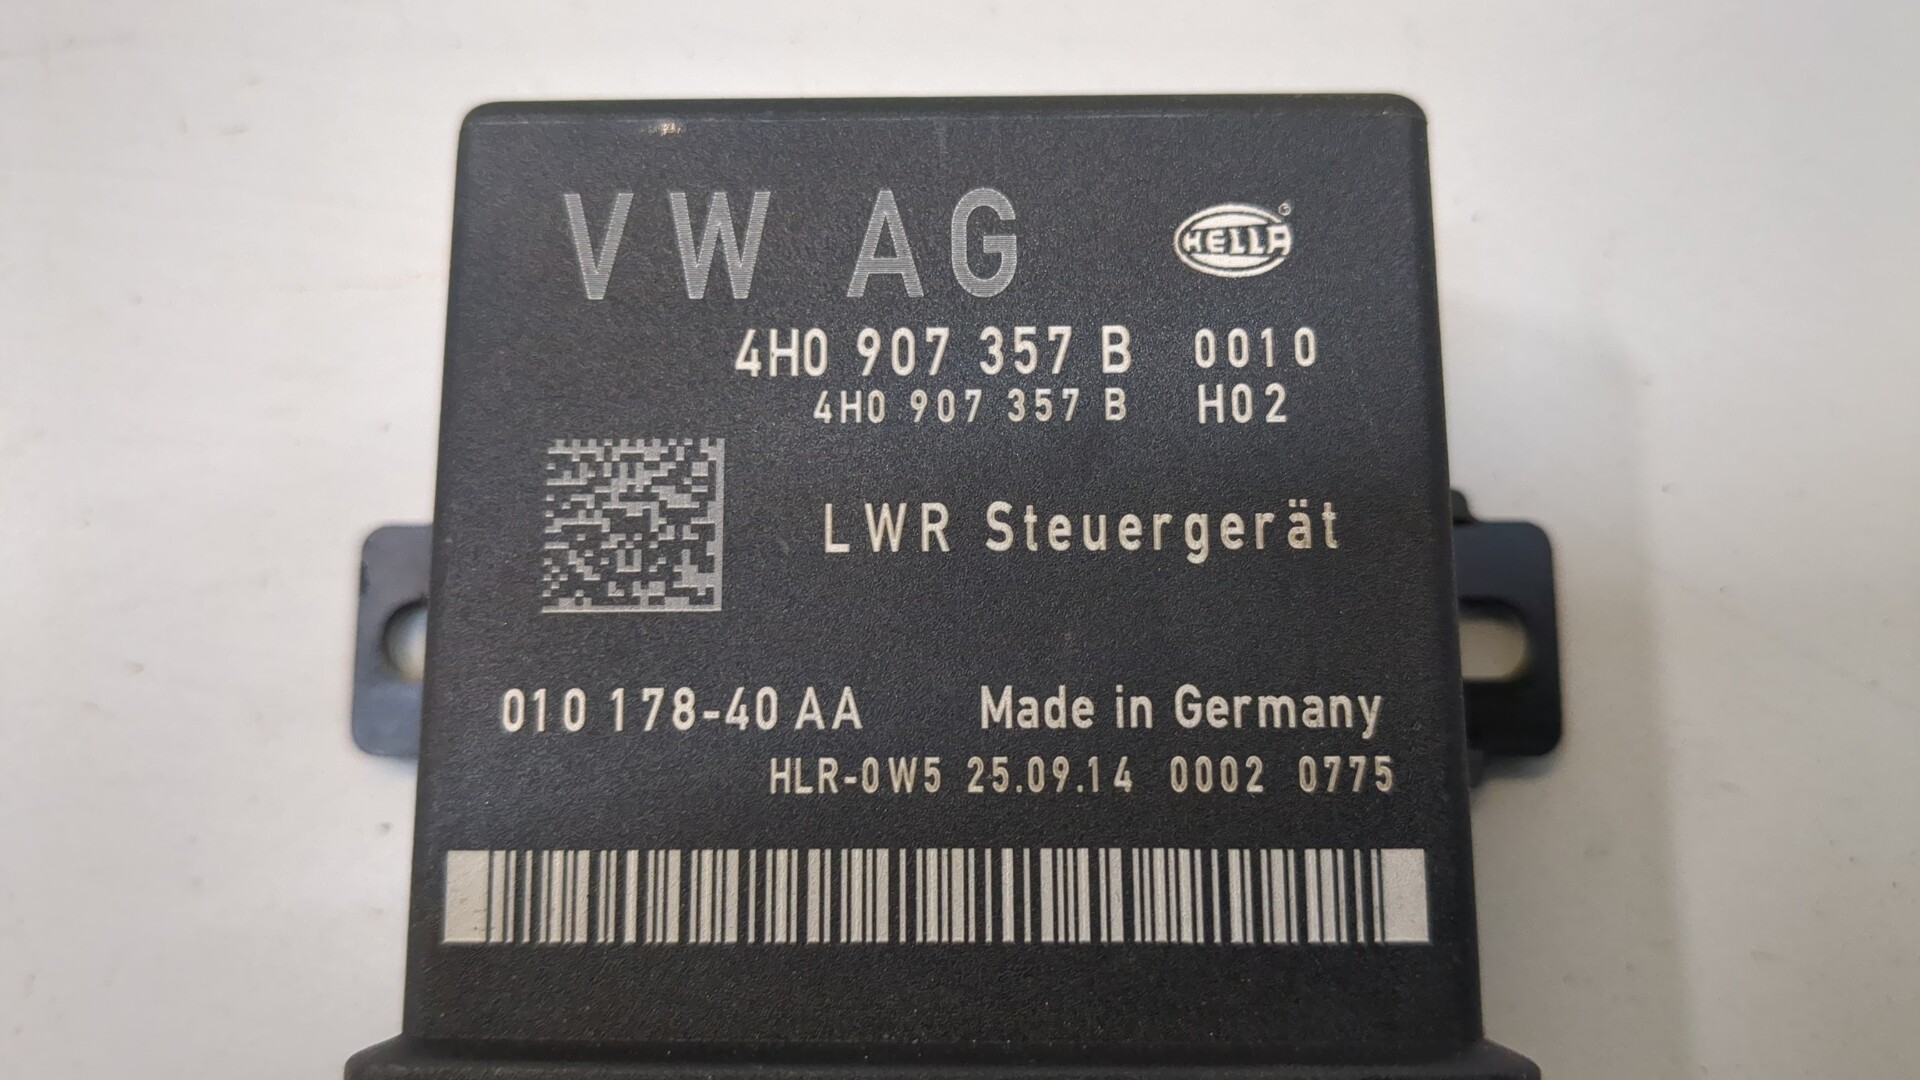 VW AG HELLA
4H0 907 357 B 0010
4H0 907 357 B H02
LWR Steuergerät
010 178-40 AA Made in Germany
HLR-0W5 25.09.14 0002 0775